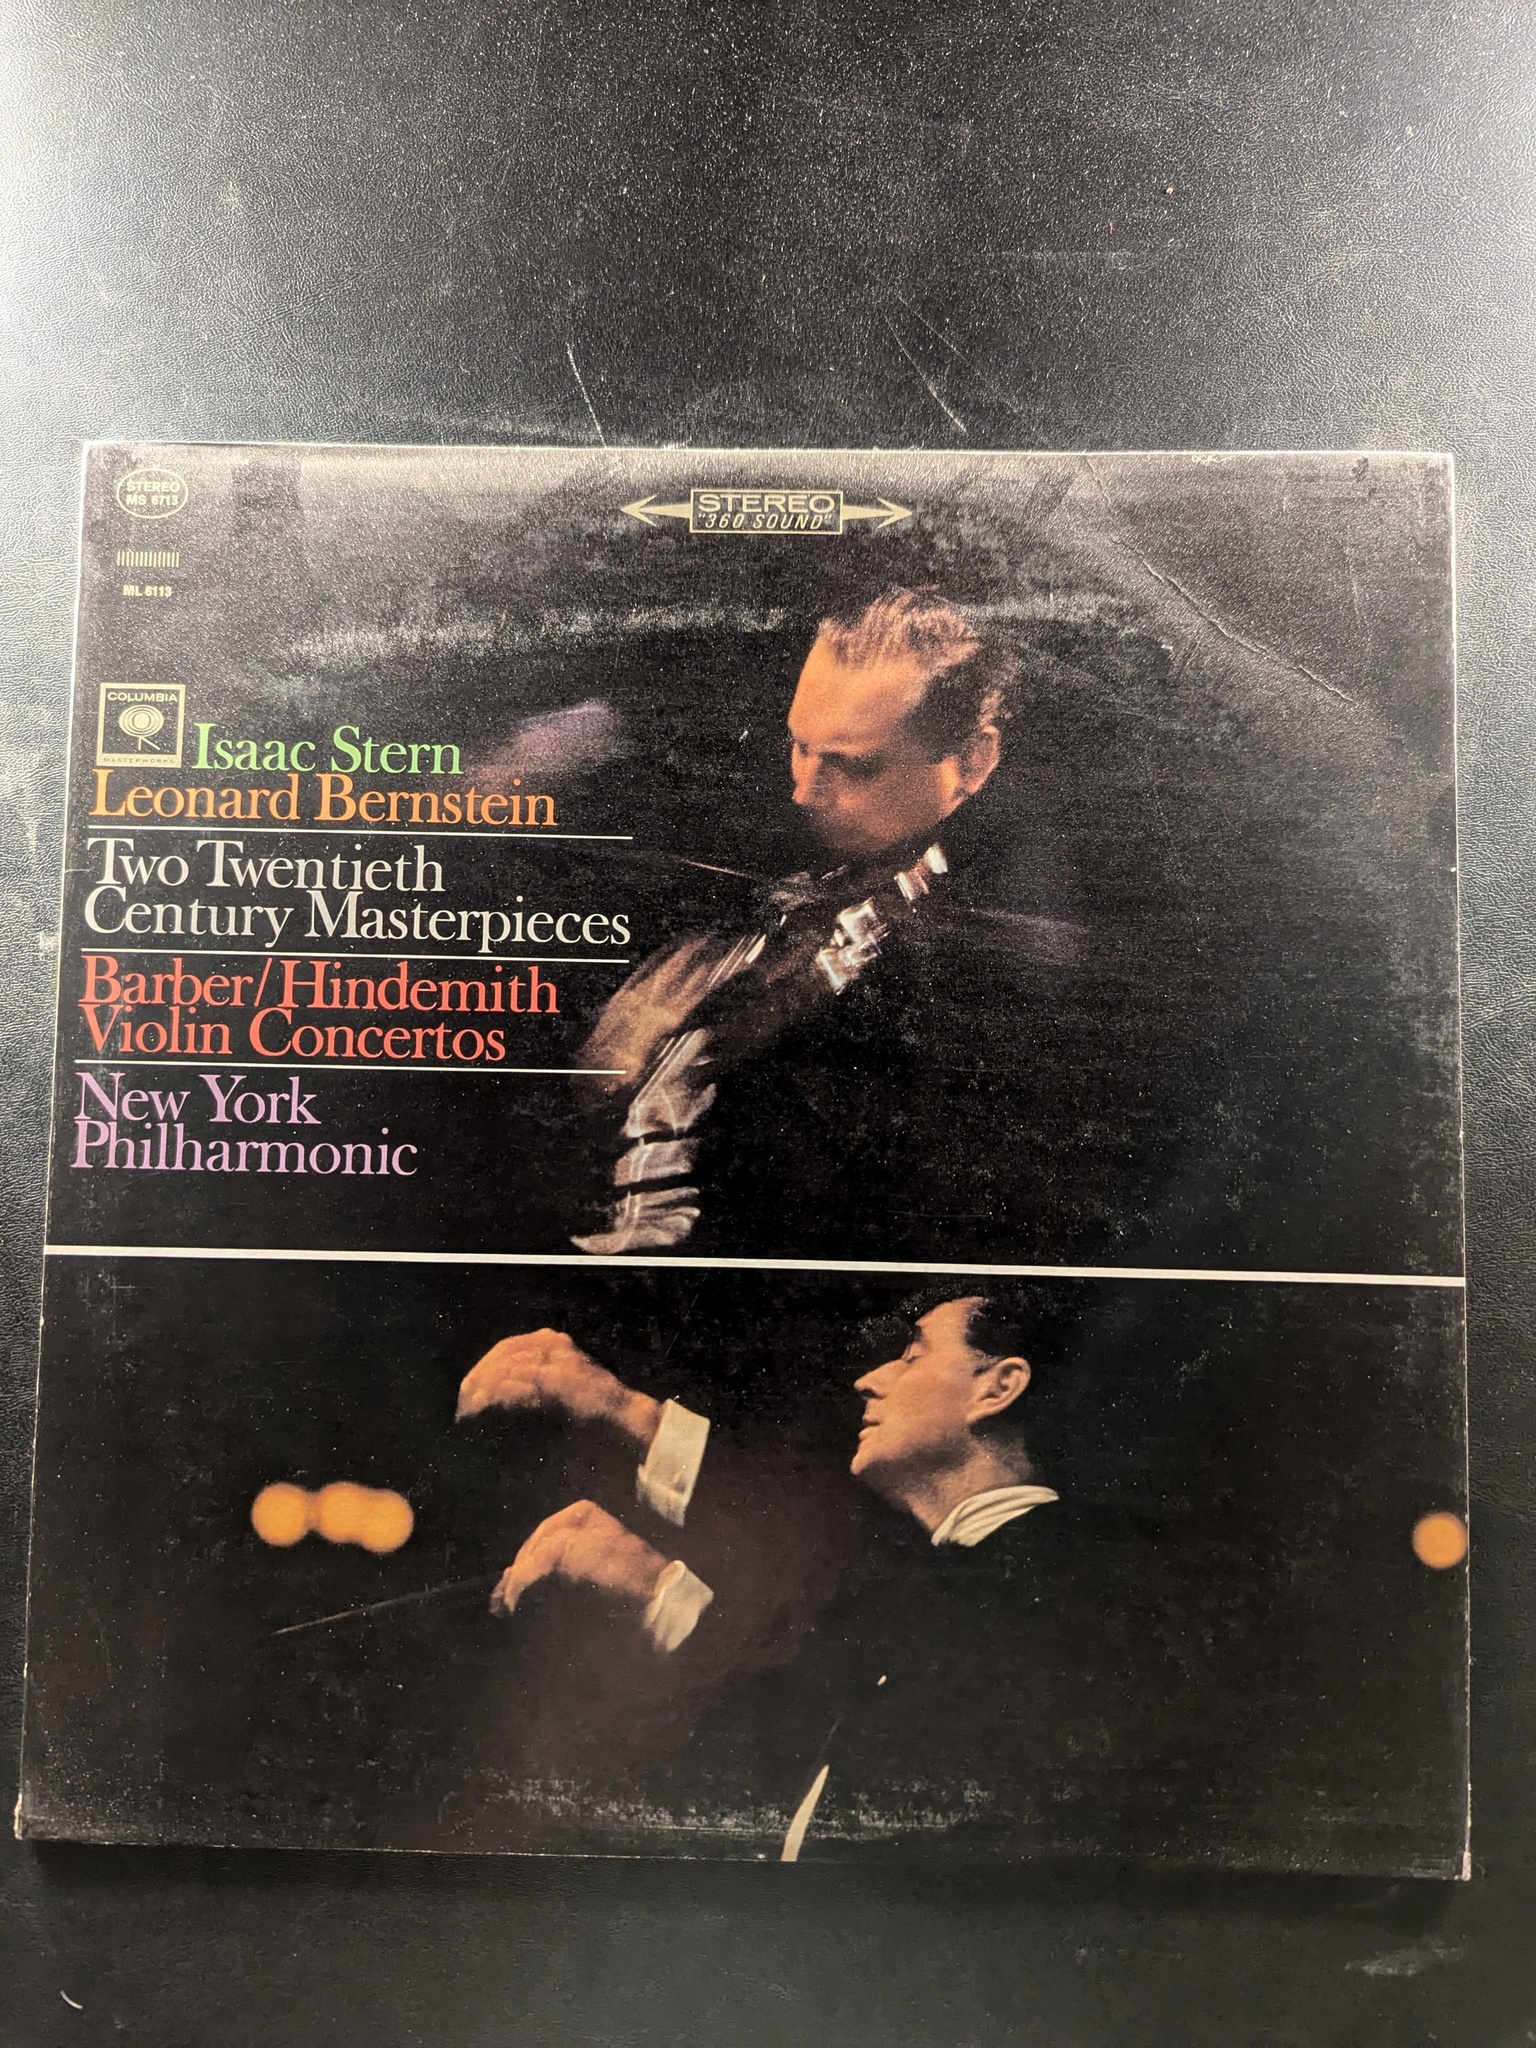 STEREO
MS 6713
STEREO
"360 SOUND"
ML 6113
COLUMBIA
MASTERWORKS
Isaac Stern
Leonard Bernstein
Two Twentieth
Century Masterpieces
Barber/Hindemith
Violin Concertos
New York
Philharmonic